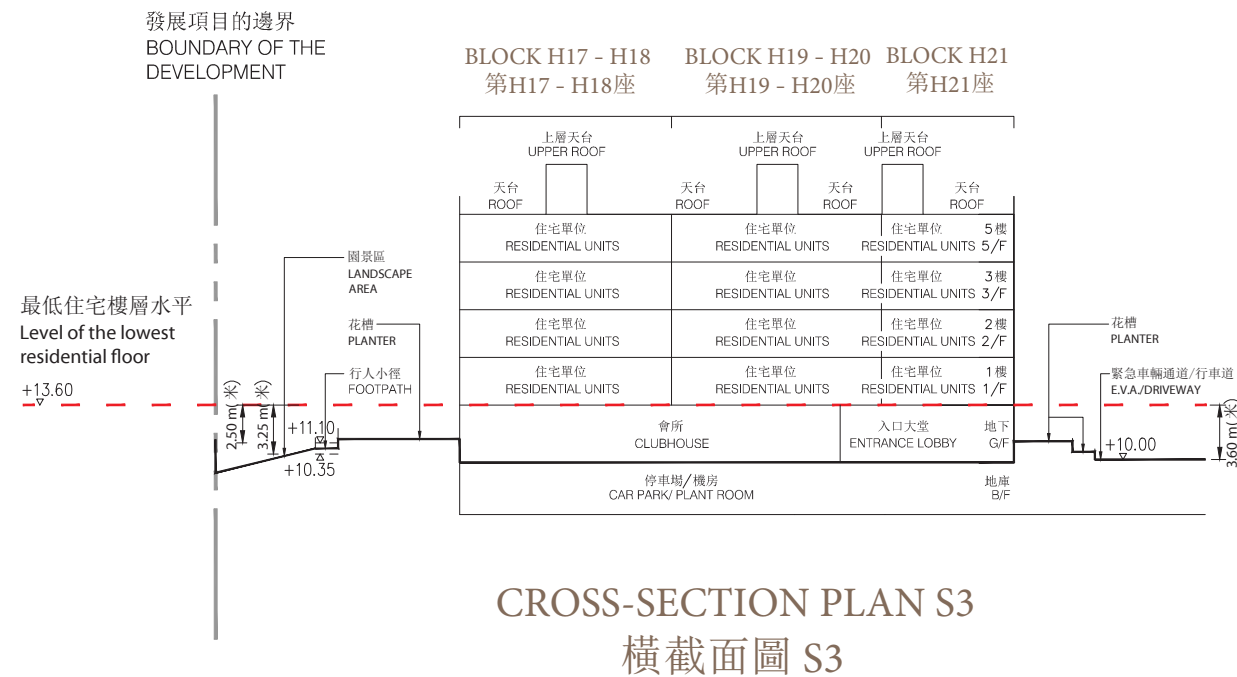 發展項目的邊界
BOUNDARY OF THE
DEVELOPMENT
BLOCK H17 - H18
第H17 - H18座
BLOCK H19 - H20
第H19 - H20座
BLOCK H21
第H21座
上層天台
UPPER ROOF
上層天台
UPPER ROOF
上層天台
UPPER ROOF
天台
ROOF
天台
ROOF
天台
ROOF
天台
ROOF
住宅單位
RESIDENTIAL UNITS
住宅單位
RESIDENTIAL UNITS
住宅單位
RESIDENTIAL UNITS
5樓
5/F
住宅單位
RESIDENTIAL UNITS
住宅單位
RESIDENTIAL UNITS
住宅單位
RESIDENTIAL UNITS
3樓
3/F
住宅單位
RESIDENTIAL UNITS
住宅單位
RESIDENTIAL UNITS
住宅單位
RESIDENTIAL UNITS
2樓
2/F
住宅單位
RESIDENTIAL UNITS
住宅單位
RESIDENTIAL UNITS
住宅單位
RESIDENTIAL UNITS
1樓
1/F
園景區
LANDSCAPE
AREA
花槽
PLANTER
行人小徑
FOOTPATH
最低住宅樓層水平
Level of the lowest
residential floor
+13.60
2.50 m(米)
3.25 m(米)
+11.10
+10.35
會所
CLUBHOUSE
入口大堂
ENTRANCE LOBBY
地下
G/F
停車場/機房
CAR PARK/ PLANT ROOM
地庫
B/F
花槽
PLANTER
緊急車輛通道/行車道
E.V.A./DRIVEWAY
+10.00
3.60 m(米)
CROSS-SECTION PLAN S3
橫截面圖 S3